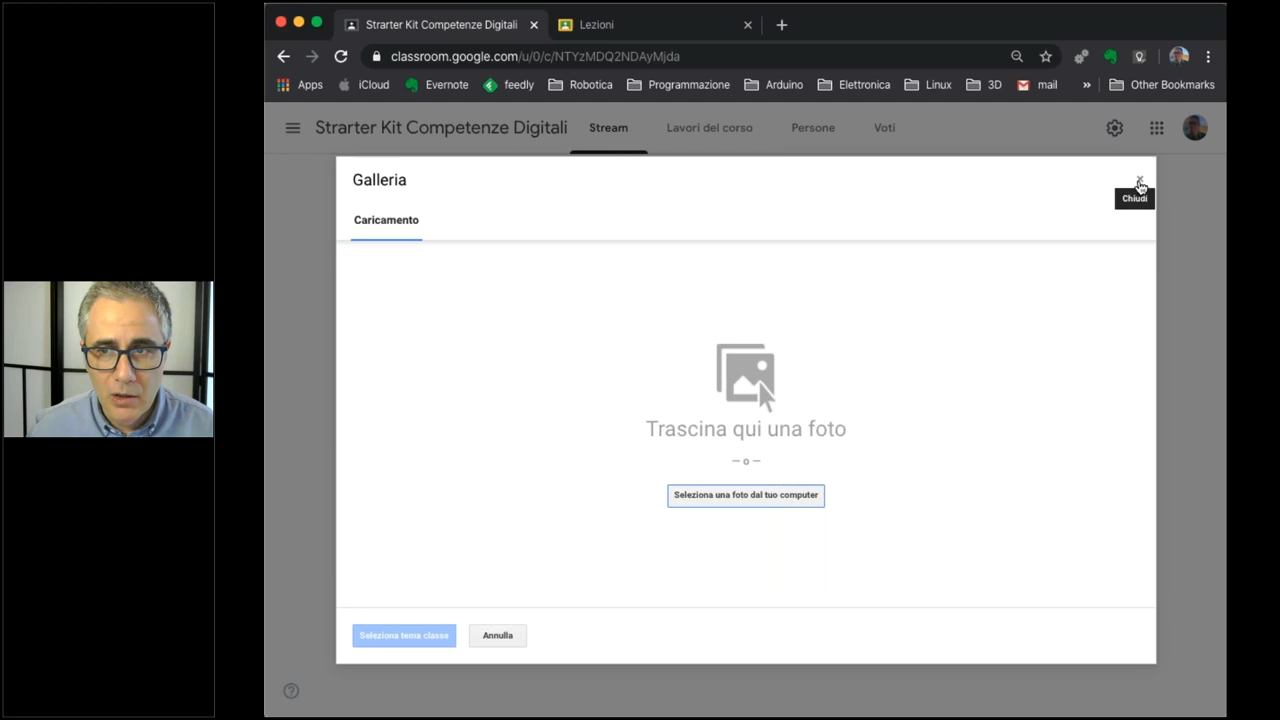 Strarter Kit Competenze Digitali
Lezioni
classroom.google.com/u/0/c/NTYzMDQ2NDAyMjda
Apps iCloud Evernote feedly Robotica Programmazione Arduino Elettronica Linux 3D mail » Other Bookmarks
Strarter Kit Competenze Digitali Stream Lavori del corso Persone Voti
Galleria
Chiudi
Caricamento
Trascina qui una foto
— o —
Seleziona una foto dal tuo computer
Seleziona tema classe Annulla